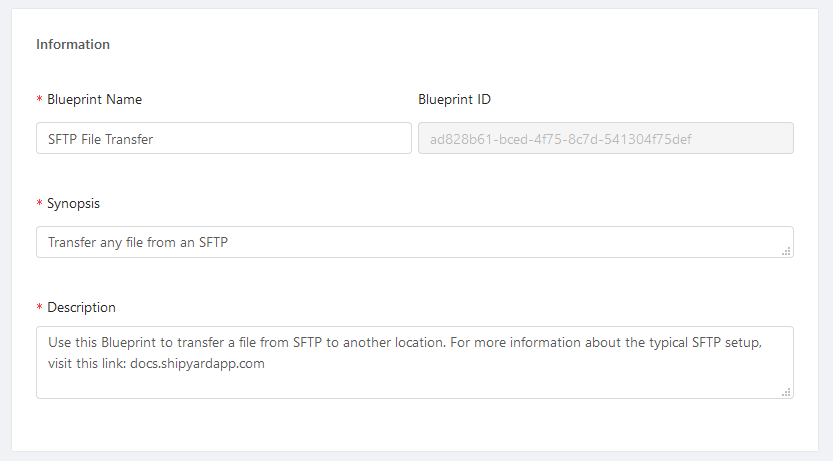 Information
* Blueprint Name
Blueprint ID
SFTP File Transfer
ad828b61-bced-4f75-8c7d-541304f75def
* Synopsis
Transfer any file from an SFTP
* Description
Use this Blueprint to transfer a file from SFTP to another location. For more information about the typical SFTP setup,
visit this link: docs.shipyardapp.com